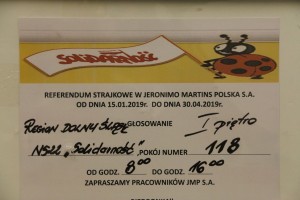 Solidarność
REFERENDUM STRAJKOWE W JERONIMO MARTINS POLSKA S.A.
OD DNIA 15.01.2019r. DO DNIA 30.04.2019r.
Region DOLNY ŚLĄSK GŁOSOWANIE I piętro
NSZZ „Solidarność", POKÓJ NUMER 118
OD GODZ. 8⁰⁰ DO GODZ. 16⁰⁰
ZAPRASZAMY PRACOWNIKÓW JMP S.A.